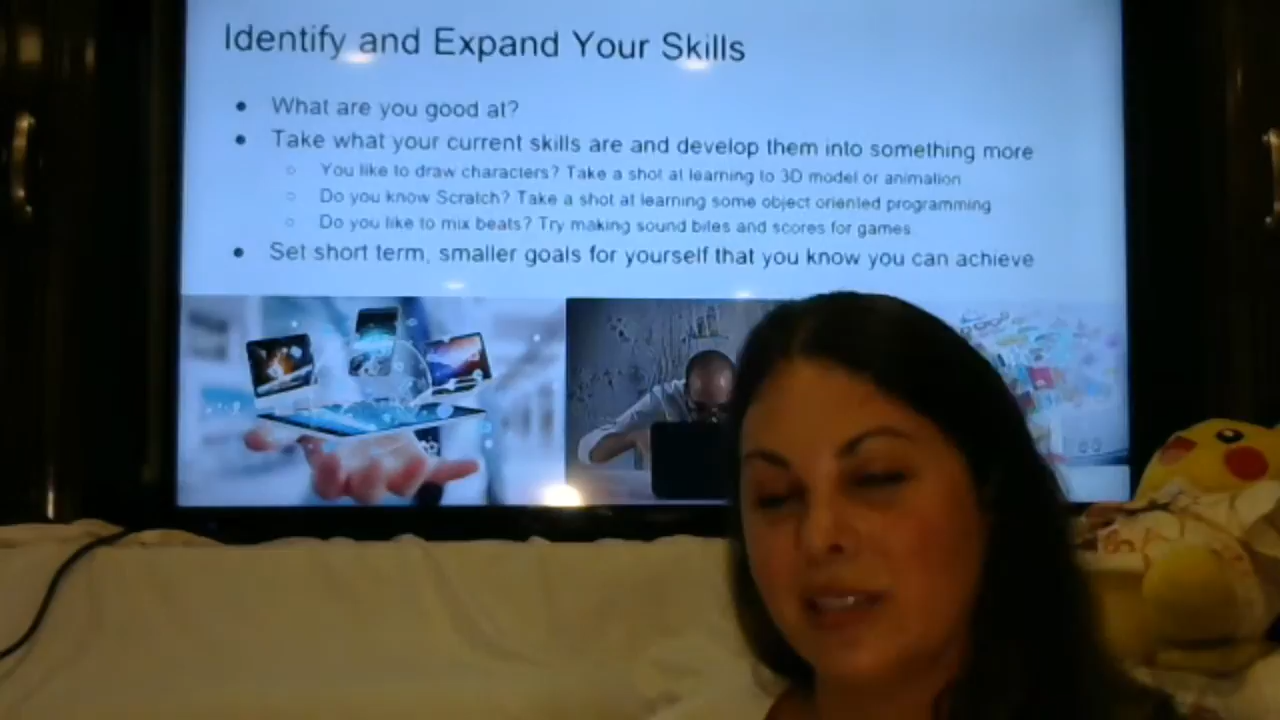 Identify and Expand Your Skills
● What are you good at?
● Take what your current skills are and develop them into something more
○ You like to draw characters? Take a shot at learning to 3D model or animation
○ Do you know Scratch? Take a shot at learning some object oriented programming
○ Do you like to mix beats? Try making sound bites and scores for games
● Set short term, smaller goals for yourself that you know you can achieve